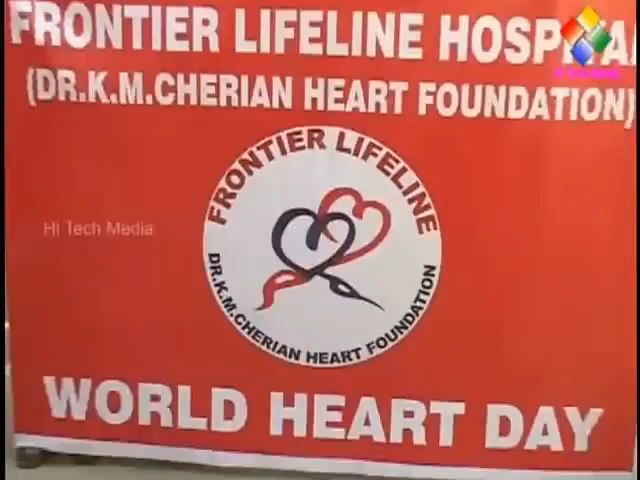 FRONTIER LIFELINE HOSPITAL
(DR.K.M.CHERIAN HEART FOUNDATION)
FRONTIER LIFELINE
DR.K.M.CHERIAN HEART FOUNDATION
Hi Tech Media
WORLD HEART DAY